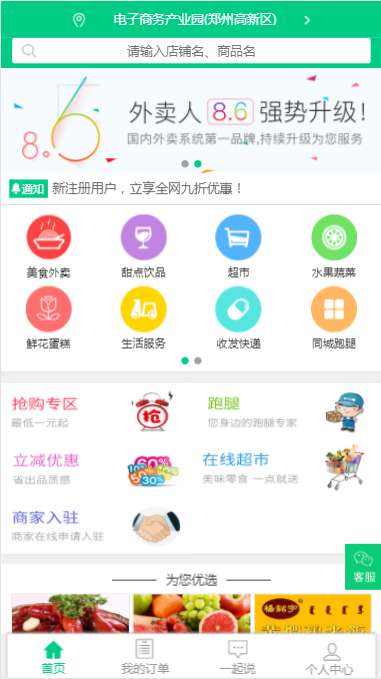 电子商务产业园(郑州高新区)
请输入店铺名、商品名
8.6
外卖人 8.6 强势升级!
国内外卖系统第一品牌,持续升级为您服务
通知 新注册用户，立享全网九折优惠！
美食外卖 甜点饮品 超市 水果蔬菜
鲜花蛋糕 生活服务 收发快递 同城跑腿
抢购专区 跑腿
最低一元起 抢 您身边的跑腿专家
立减优惠 在线超市
省出品质感 美味零食 一点就送
60%
50% 30%
商家入驻
商家在线申请入驻
客服
为您优选
首页 我的订单 一起说 个人中心